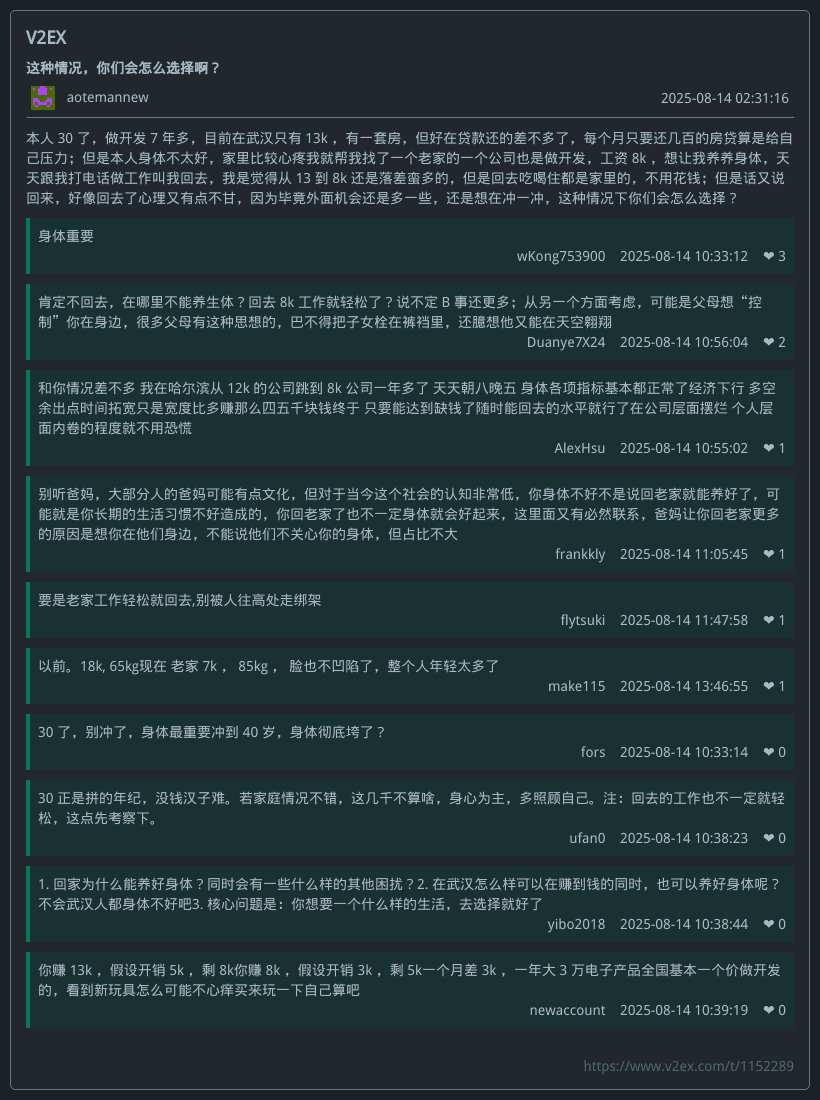 V2EX
这种情况，你们会怎么选择啊？
aotemannew 2025-08-14 02:31:16
本人 30 了，做开发 7 年多，目前在武汉只有 13k ，有一套房，但好在贷款还的差不多了，每个月只要还几百的房贷算是给自
己压力；但是本人身体不太好，家里比较心疼我就帮我找了一个老家的一个公司也是做开发，工资 8k ，想让我养养身体，天
天跟我打电话做工作叫我回去，我是觉得从 13 到 8k 还是落差蛮多的，但是回去吃喝住都是家里的，不用花钱；但是话又说
回来，好像回去了心理又有点不甘，因为毕竟外面机会还是多一些，还是想在冲一冲，这种情况下你们会怎么选择？
身体重要
wKong753900 2025-08-14 10:33:12 ❤ 3
肯定不回去，在哪里不能养生体？回去 8k 工作就轻松了？说不定 B 事还更多；从另一个方面考虑，可能是父母想“控
制”你在身边，很多父母有这种思想的，巴不得把子女栓在裤裆里，还臆想他又能在天空翱翔
Duanye7X24 2025-08-14 10:56:04 ❤ 2
和你情况差不多 我在哈尔滨从 12k 的公司跳到 8k 公司一年多了 天天朝八晚五 身体各项指标基本都正常了经济下行 多空
余出点时间拓宽只是宽度比多赚那么四五千块钱终于 只要能达到缺钱了随时能回去的水平就行了在公司层面摆烂 个人层
面内卷的程度就不用恐慌
AlexHsu 2025-08-14 10:55:02 ❤ 1
别听爸妈，大部分人的爸妈可能有点文化，但对于当今这个社会的认知非常低，你身体不好不是说回老家就能养好了，可
能就是你长期的生活习惯不好造成的，你回老家了也不一定身体就会好起来，这里面又有必然联系，爸妈让你回老家更多
的原因是想你在他们身边，不能说他们不关心你的身体，但占比不大
frankkly 2025-08-14 11:05:45 ❤ 1
要是老家工作轻松就回去,别被人往高处走绑架
flytsuki 2025-08-14 11:47:58 ❤ 1
以前。18k, 65kg现在 老家 7k ， 85kg ， 脸也不凹陷了，整个人年轻太多了
make115 2025-08-14 13:46:55 ❤ 1
30 了，别冲了，身体最重要冲到 40 岁，身体彻底垮了？
fors 2025-08-14 10:33:14 ❤ 0
30 正是拼的年纪，没钱汉子难。若家庭情况不错，这几千不算啥，身心为主，多照顾自己。注：回去的工作也不一定就轻
松，这点先考察下。
ufan0 2025-08-14 10:38:23 ❤ 0
1. 回家为什么能养好身体？同时会有一些什么样的其他困扰？2. 在武汉怎么样可以在赚到钱的同时，也可以养好身体呢？
不会武汉人都身体不好吧3. 核心问题是：你想要一个什么样的生活，去选择就好了
yibo2018 2025-08-14 10:38:44 ❤ 0
你赚 13k ，假设开销 5k ，剩 8k你赚 8k ，假设开销 3k ，剩 5k一个月差 3k ，一年大 3 万电子产品全国基本一个价做开发
的，看到新玩具怎么可能不心痒买来玩一下自己算吧
newaccount 2025-08-14 10:39:19 ❤ 0
https://www.v2ex.com/t/1152289